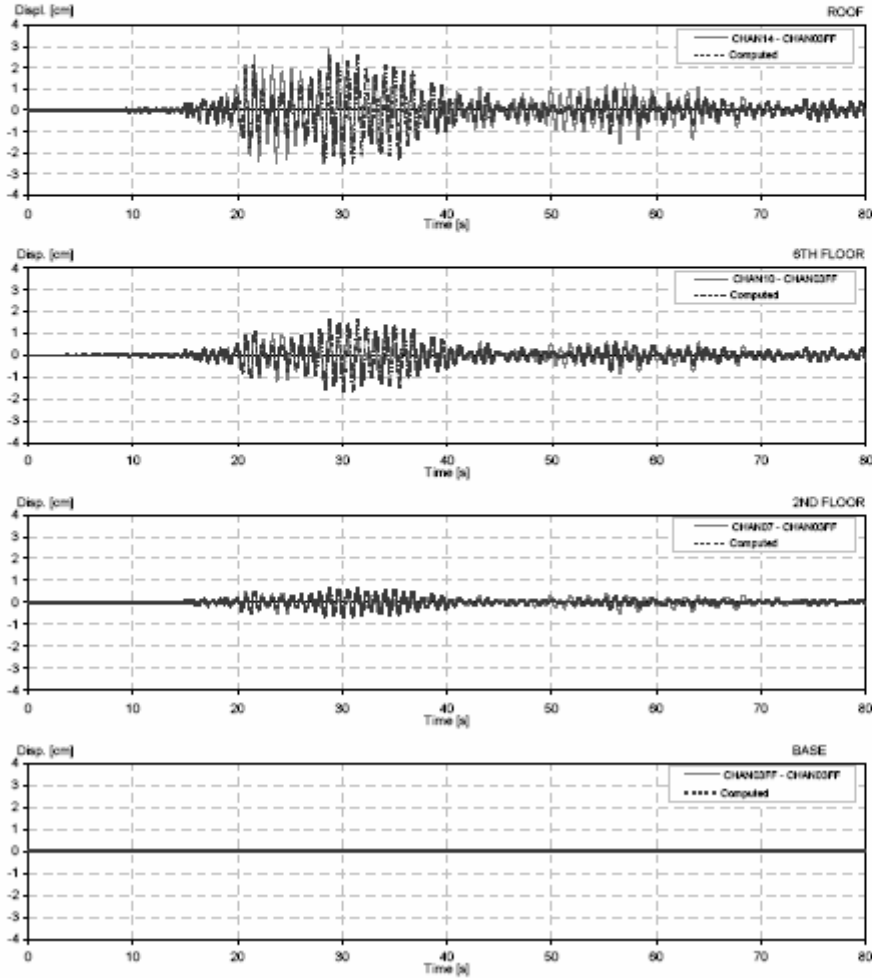 Displ. [cm] ROOF
4
CHAN14 - CHAN03FF
3
Computed
2
1
0
-1
-2
-3
-4
0 10 20 30 40 50 60 70 80
Time [s]
Disp. [cm] 6TH FLOOR
4
CHAN10 - CHAN03FF
3
Computed
2
1
0
-1
-2
-3
-4
0 10 20 30 40 50 60 70 80
Time [s]
Disp. [cm] 2ND FLOOR
4
CHAN07 - CHAN03FF
3
Computed
2
1
0
-1
-2
-3
-4
0 10 20 30 40 50 60 70 80
Time [s]
Disp. [cm] BASE
4
CHAN03FF - CHAN03FF
3
Computed
2
1
0
-1
-2
-3
-4
0 10 20 30 40 50 60 70 80
Time [s]